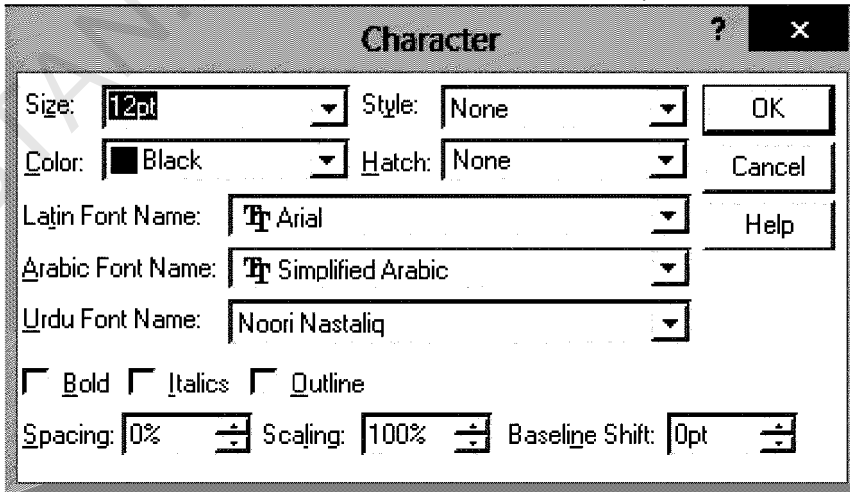 Character ? ×
Size: 12pt Style: None OK
Color: Black Hatch: None Cancel
Latin Font Name: Arial Help
Arabic Font Name: Simplified Arabic
Urdu Font Name: Noori Nastaliq
Bold Italics Outline
Spacing: 0% Scaling: 100% Baseline Shift: 0pt